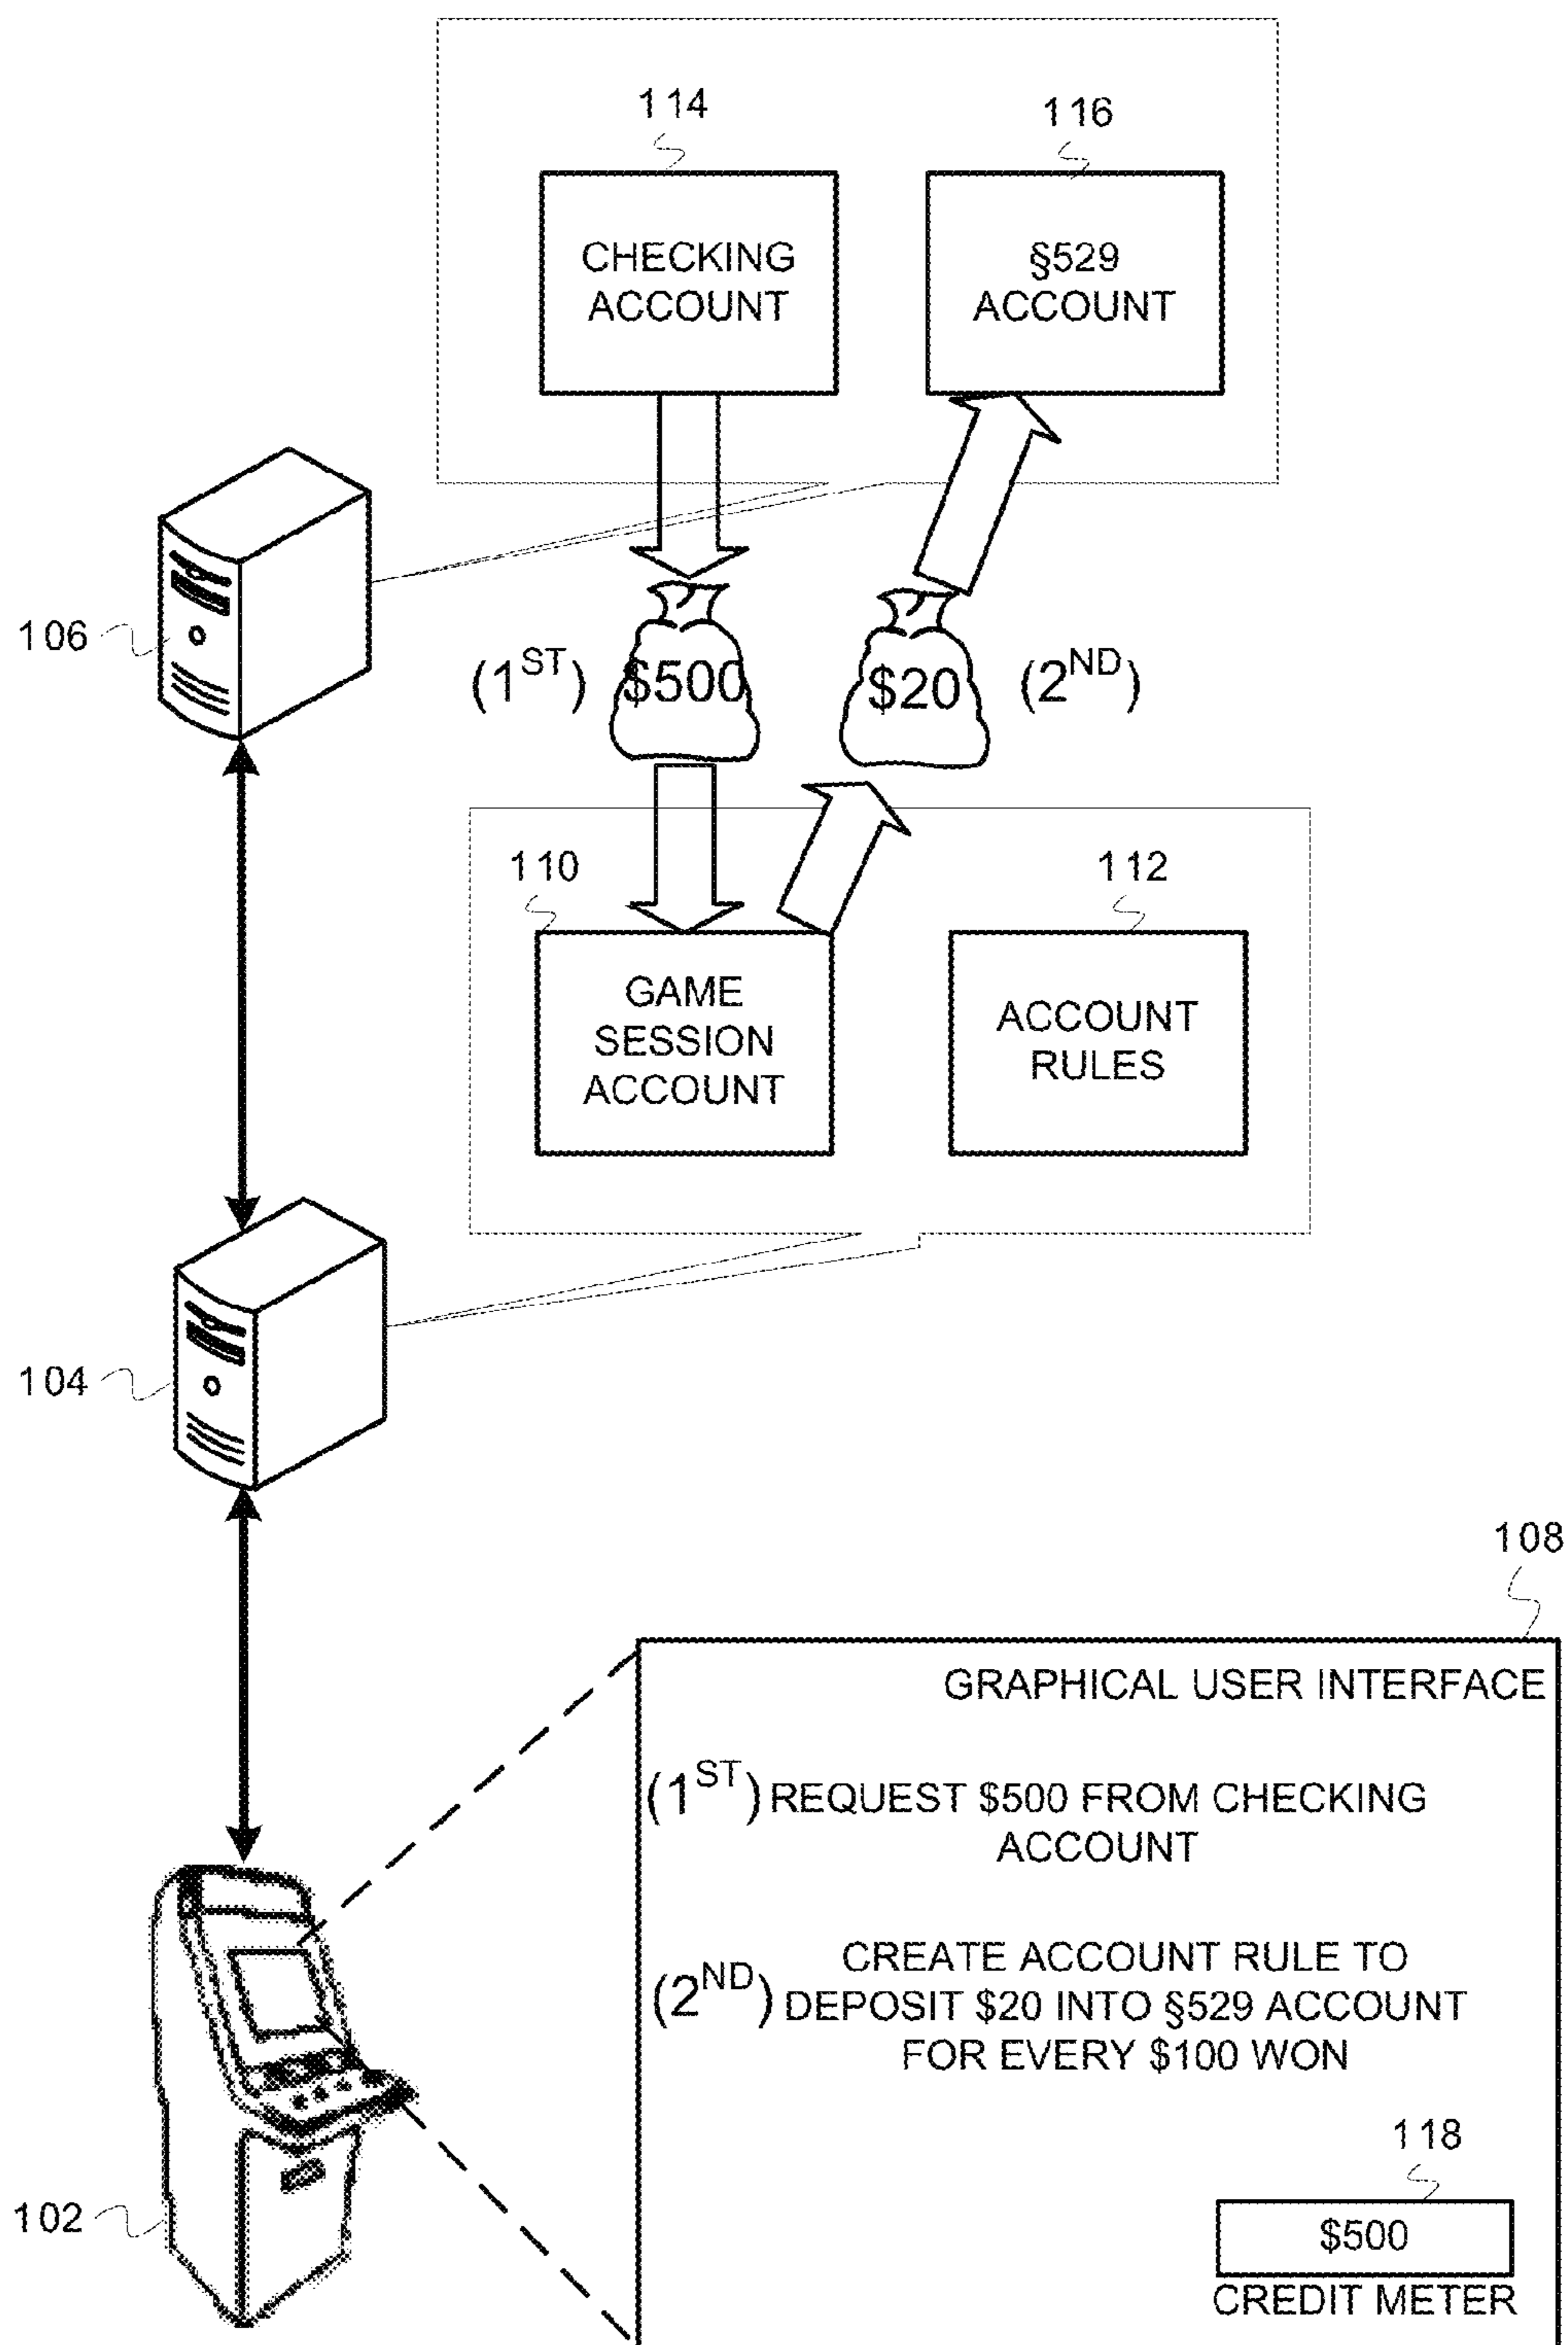 114
116
CHECKING
ACCOUNT
§529
ACCOUNT
106
(1ST) $500
$20 (2ND)
110
112
GAME
SESSION
ACCOUNT
ACCOUNT
RULES
104
108
GRAPHICAL USER INTERFACE
(1ST) REQUEST $500 FROM CHECKING
ACCOUNT
CREATE ACCOUNT RULE TO
(2ND) DEPOSIT $20 INTO §529 ACCOUNT
FOR EVERY $100 WON
118
102
$500
CREDIT METER